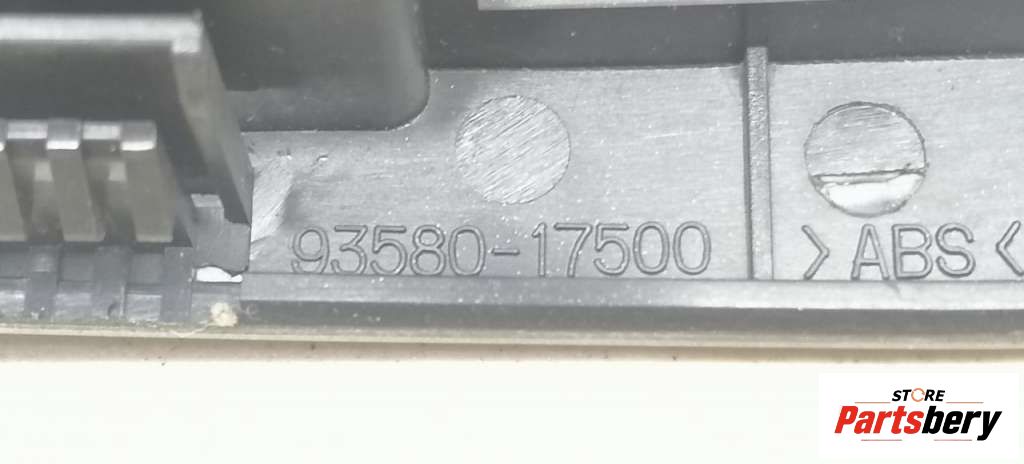 93580-17500
>ABS<
STORE
Partsbery